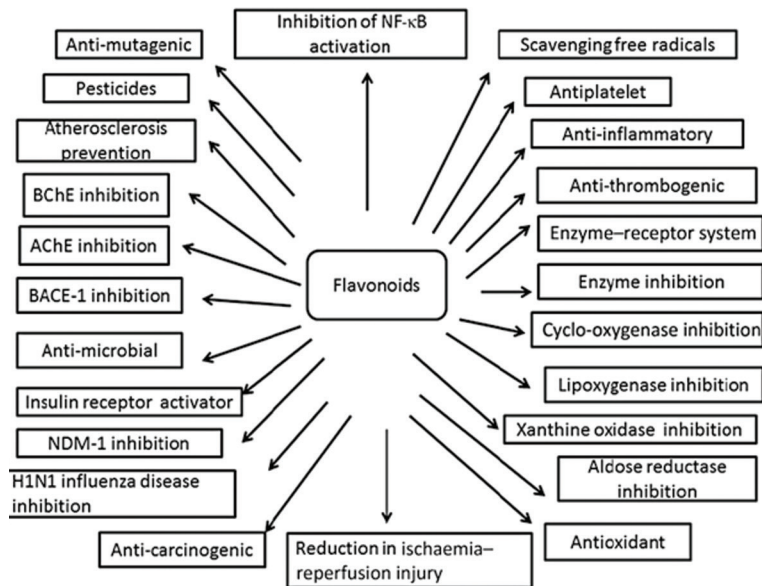 Inhibition of NF-κB
activation
Anti-mutagenic
Pesticides
Atherosclerosis
prevention
BChE inhibition
AChE inhibition
BACE-1 inhibition
Anti-microbial
Insulin receptor activator
NDM-1 inhibition
H1N1 influenza disease
inhibition
Anti-carcinogenic
Flavonoids
Scavenging free radicals
Antiplatelet
Anti-inflammatory
Anti-thrombogenic
Enzyme–receptor system
Enzyme inhibition
Cyclo-oxygenase inhibition
Lipoxygenase inhibition
Xanthine oxidase inhibition
Aldose reductase
inhibition
Antioxidant
Reduction in ischaemia–
reperfusion injury